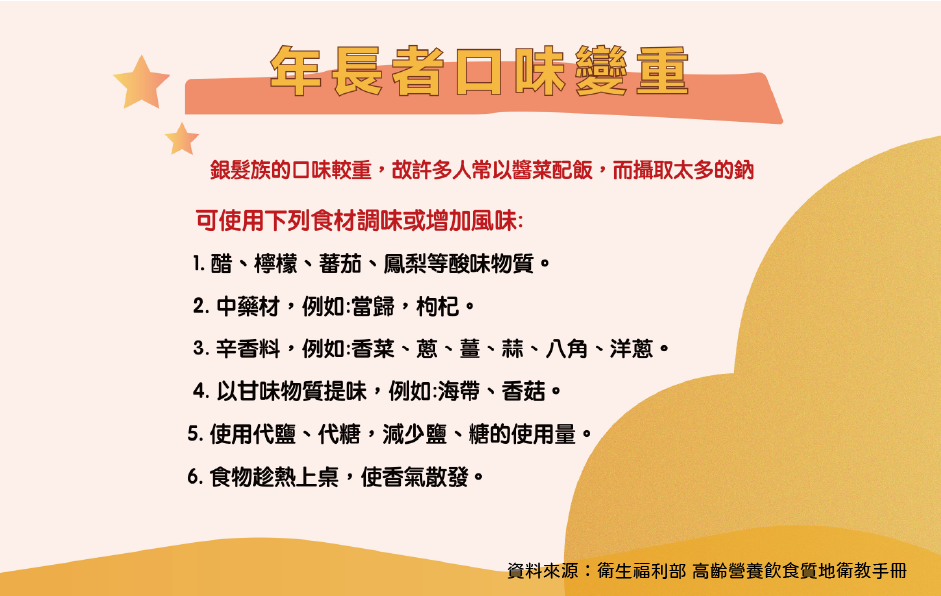 年長者口味變重
銀髮族的口味較重，故許多人常以醬菜配飯，而攝取太多的鈉
可使用下列食材調味或增加風味:
1. 醋、檸檬、蕃茄、鳳梨等酸味物質。
2. 中藥材，例如:當歸，枸杞。
3. 辛香料，例如:香菜、蔥、薑、蒜、八角、洋蔥。
4. 以甘味物質提味，例如:海帶、香菇。
5. 使用代鹽、代糖，減少鹽、糖的使用量。
6. 食物趁熱上桌，使香氣散發。
資料來源：衛生福利部 高齡營養飲食質地衛教手冊